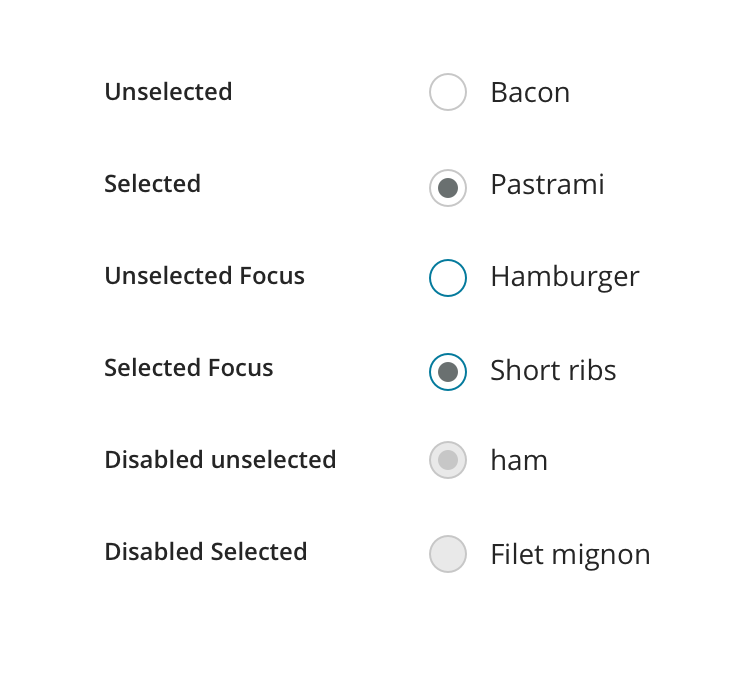 Unselected Bacon
Selected Pastrami
Unselected Focus Hamburger
Selected Focus Short ribs
Disabled unselected ham
Disabled Selected Filet mignon